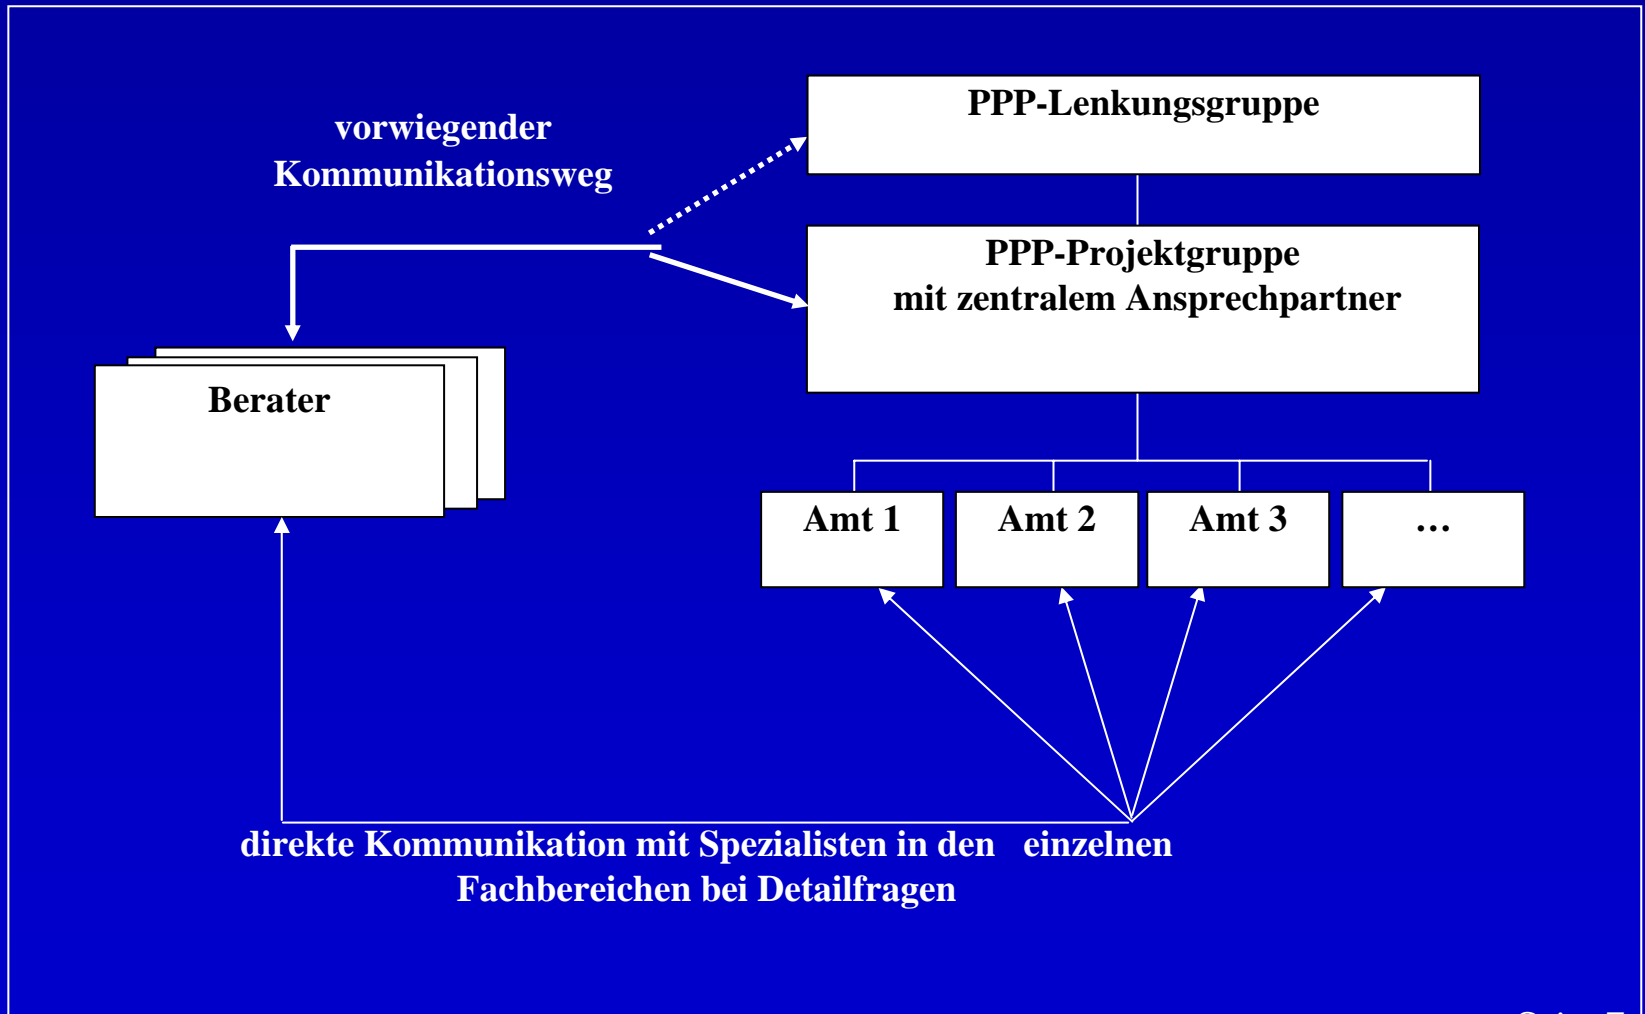 PPP-Lenkungsgruppe
vorwiegender
Kommunikationsweg
PPP-Projektgruppe
mit zentralem Ansprechpartner
Berater
Amt 1
Amt 2
Amt 3
...
direkte Kommunikation mit Spezialisten in den einzelnen
Fachbereichen bei Detailfragen